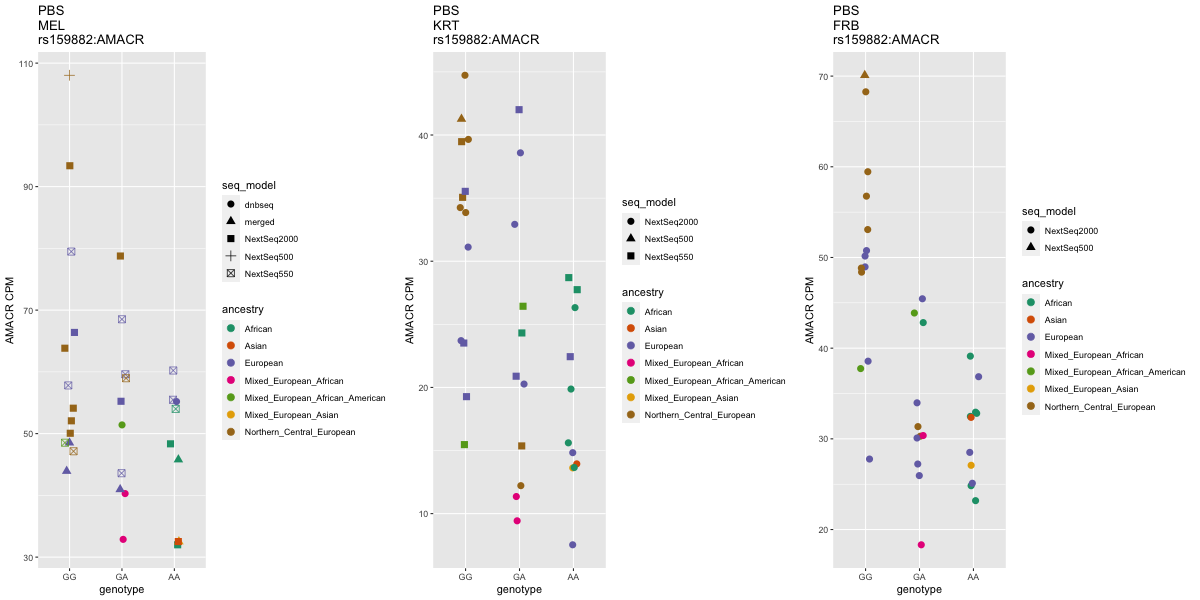 PBS
MEL
rs159882:AMACR
AMACR CPM
110
90
70
50
30
GG
GA
AA
genotype
seq_model
dnbseq
merged
NextSeq2000
NextSeq500
NextSeq550
ancestry
African
Asian
European
Mixed_European_African
Mixed_European_African_American
Mixed_European_Asian
Northern_Central_European
PBS
KRT
rs159882:AMACR
AMACR CPM
40
30
20
10
GG
GA
AA
genotype
seq_model
NextSeq2000
NextSeq500
NextSeq550
ancestry
African
Asian
European
Mixed_European_African
Mixed_European_African_American
Mixed_European_Asian
Northern_Central_European
PBS
FRB
rs159882:AMACR
AMACR CPM
70
60
50
40
30
20
GG
GA
AA
genotype
seq_model
NextSeq2000
NextSeq500
ancestry
African
Asian
European
Mixed_European_African
Mixed_European_African_American
Mixed_European_Asian
Northern_Central_European